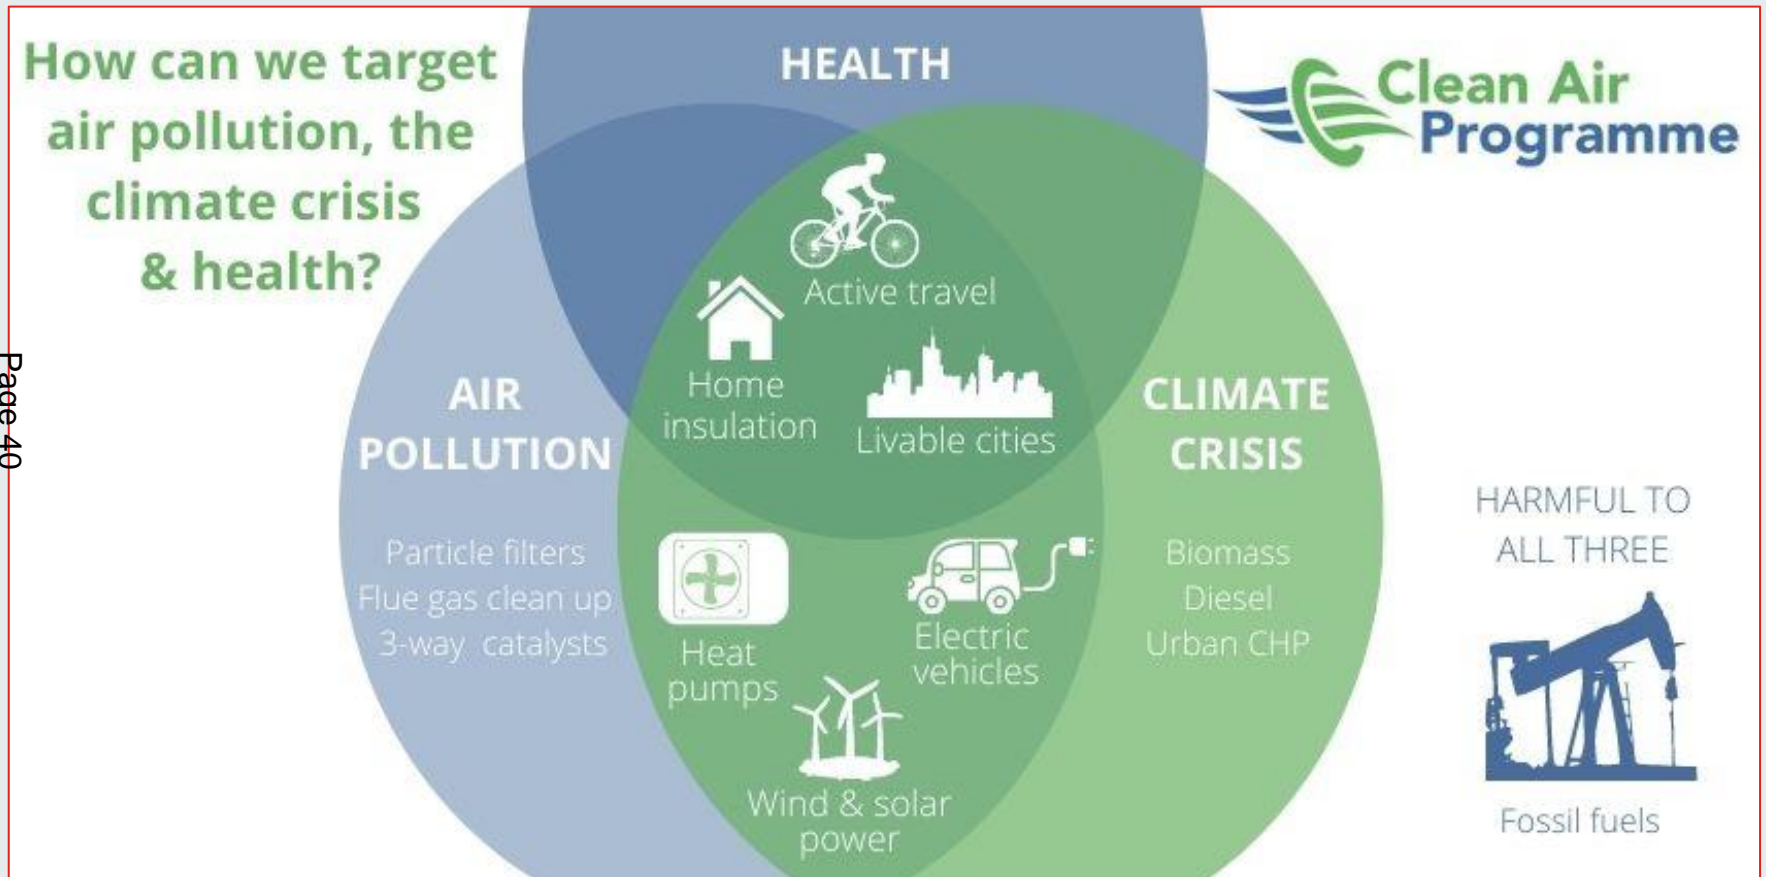 How can we target
air pollution, the
climate crisis
& health?
HEALTH
Clean Air
Programme
Active travel
Home
insulation
Livable cities
AIR
POLLUTION
Particle filters
Flue gas clean up
3-way catalysts
CLIMATE
CRISIS
Biomass
Diesel
Urban CHP
Heat
pumps
Electric
vehicles
Wind & solar
power
HARMFUL TO
ALL THREE
Fossil fuels
Page 40